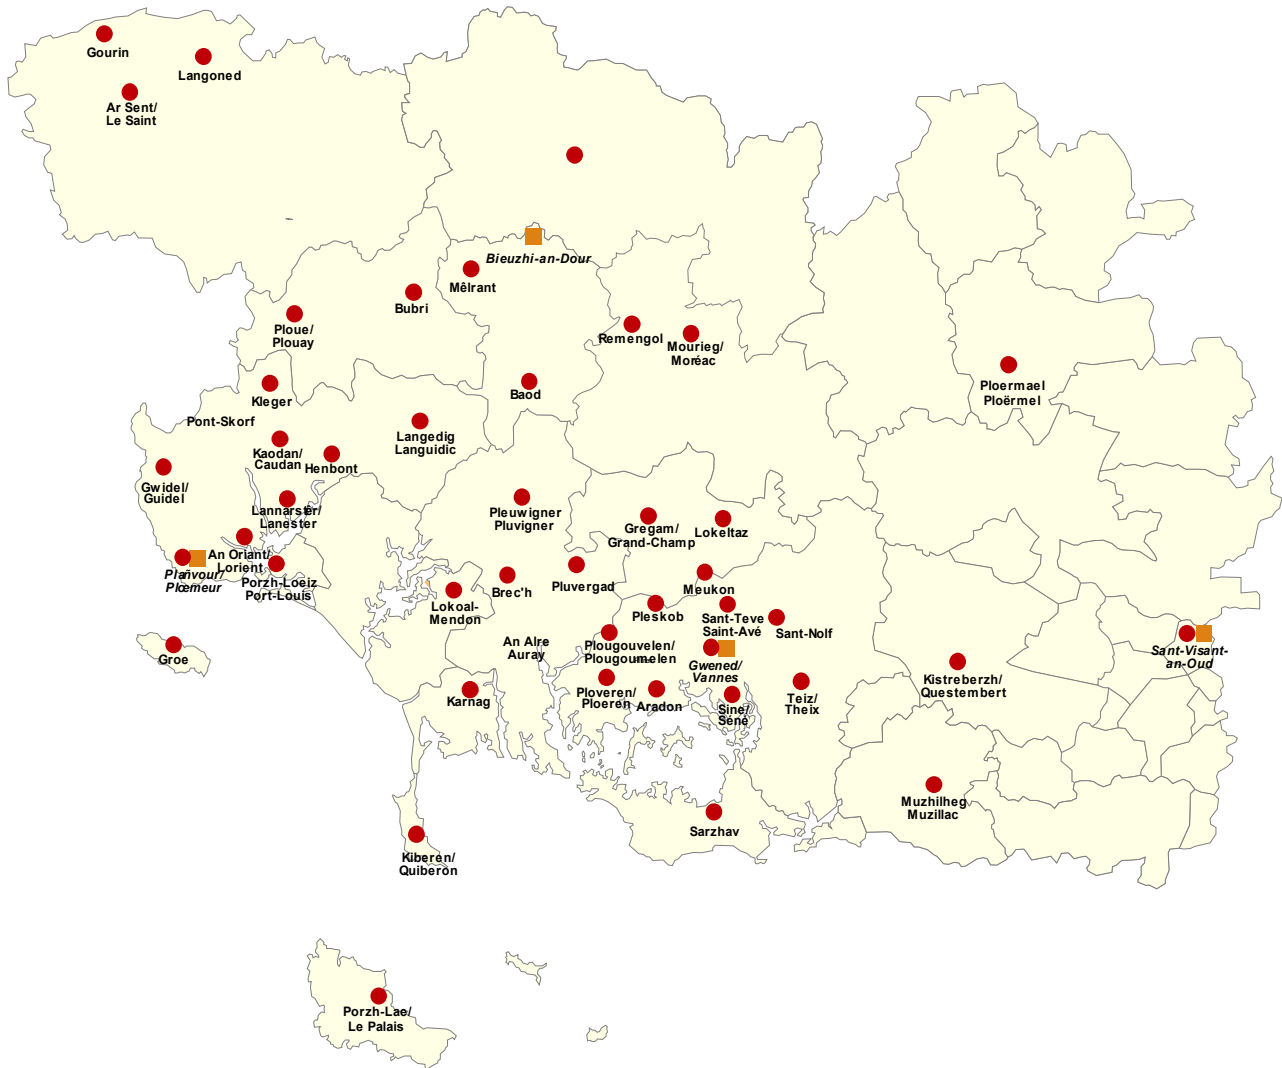 Gourin
Langoned
Ar Sent/
Le Saint
Bieuzhi-an-Dour
Mêlrant
Bubri
Ploue/
Plouay
Remengol
Mourieg/
Moréac
Ploermael
Ploërmel
Kleger
Baod
Pont-Skorf
Langedig
Languidic
Kaodan/
Caudan
Henbont
Gwidel/
Guidel
Lannarstêr/
Lanester
Pleuwigner
Pluvigner
Gregam/
Grand-Champ
Lokeltaz
An Oriant/
Lorient
Plañvour/
Plœmeur
Porzh-Loeiz
Port-Louis
Brec'h
Pluvergad
Meukon
Lokoal-
Mendon
Pleskob
Sant-Teve
Saint-Avé
Sant-Nolf
An Alre
Auray
Plougouvelen/
Plougoumelen
Groe
Gwened/
Vannes
Sant-Visant-
an-Oud
Kistreberzh/
Questembert
Karnag
Ploveren/
Ploeren
Aradon
Sine/
Séné
Teiz/
Theix
Muzhilheg
Muzillac
Sarzhav
Kiberen/
Quiberon
Porzh-Lae/
Le Palais